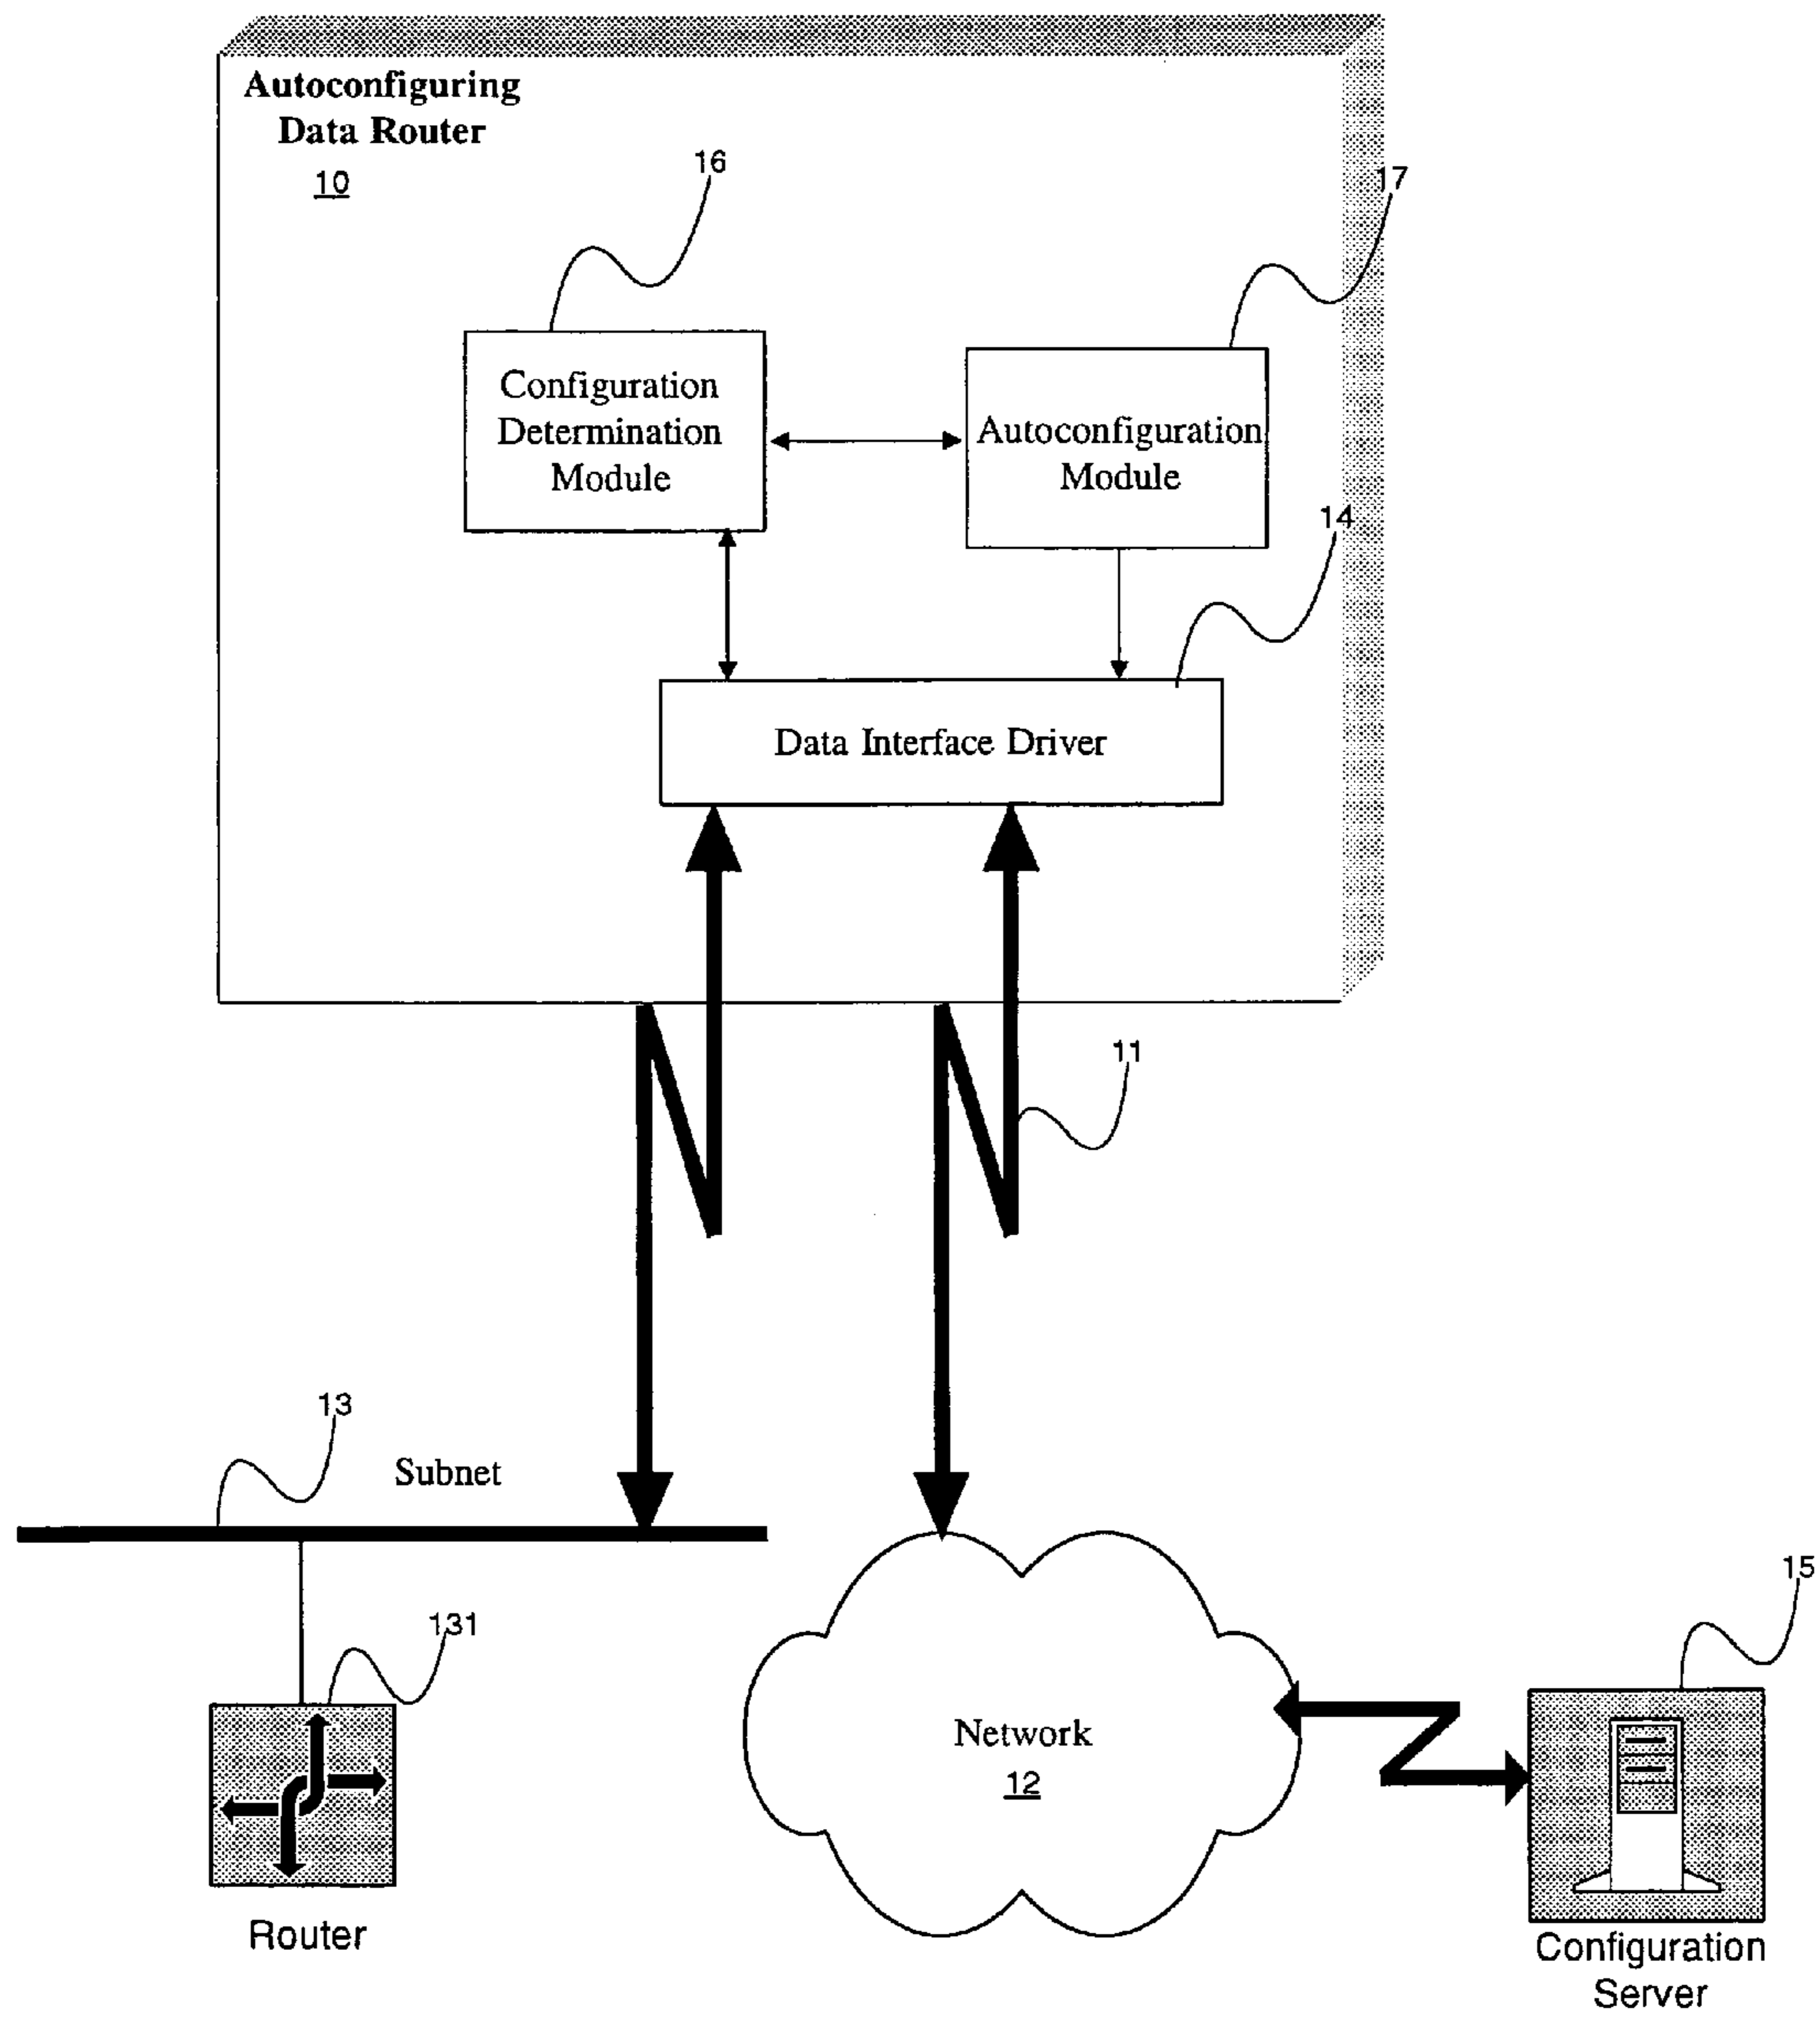 Autoconfiguring
Data Router
10
16
17
Configuration
Determination
Module
Autoconfiguration
Module
14
Data Interface Driver
11
13
Subnet
15
131
Network
12
Router
Configuration
Server